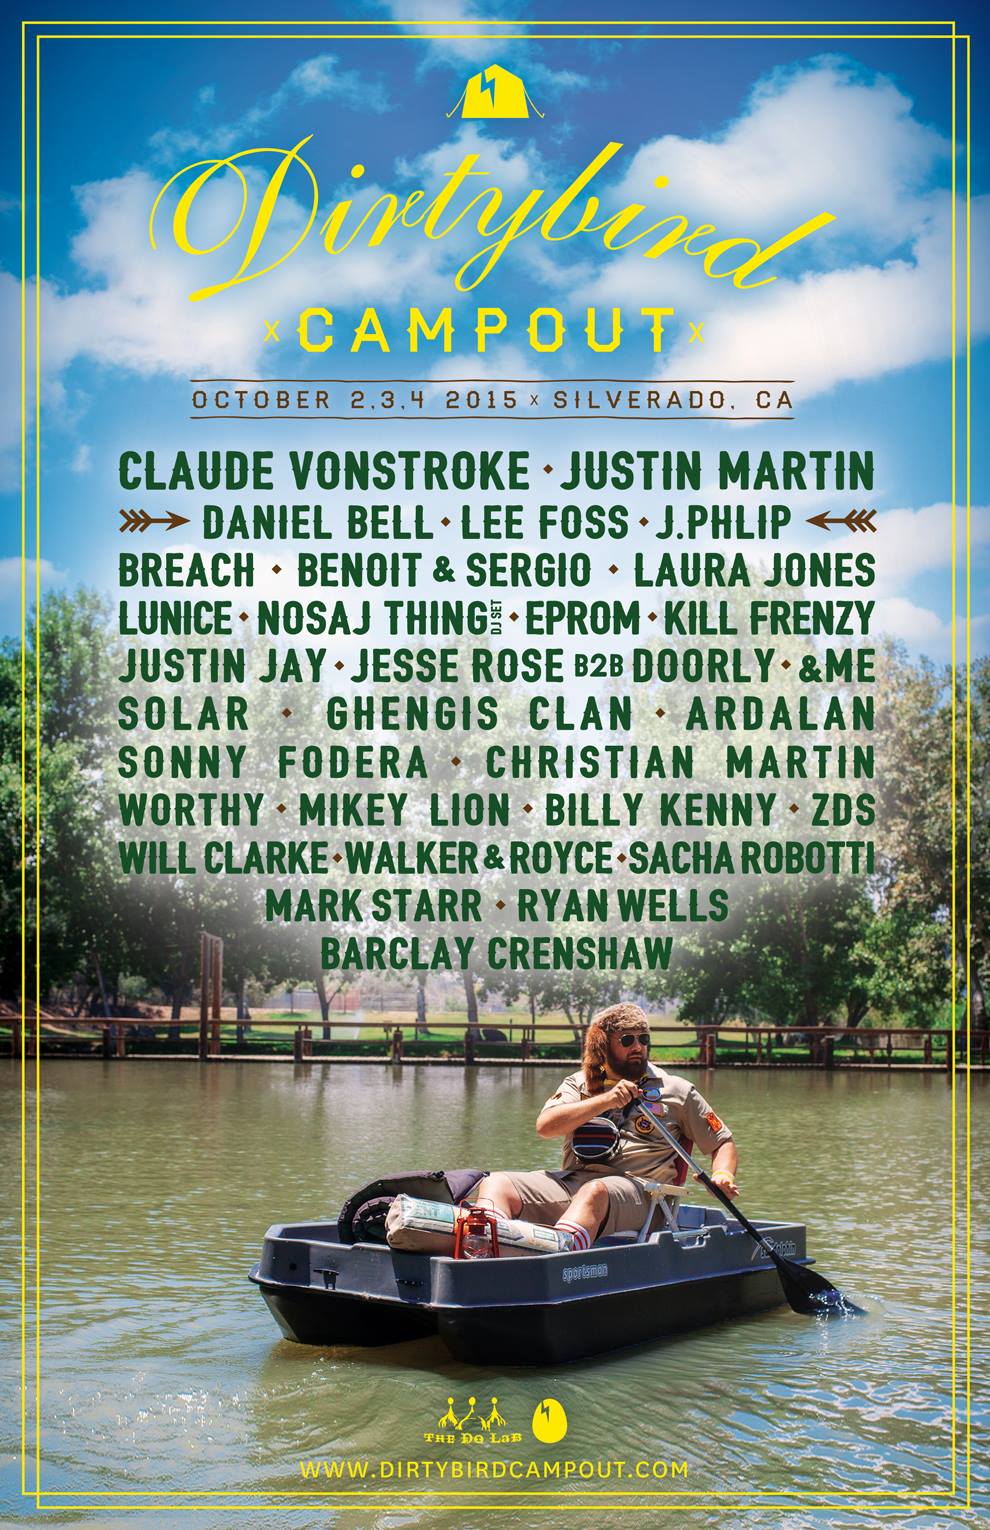 Dirtybird
x CAMPOUT x
OCTOBER 2,3,4 2015 x SILVERADO, CA
CLAUDE VONSTROKE · JUSTIN MARTIN
DANIEL BELL · LEE FOSS · J.PHLIP
BREACH · BENOIT & SERGIO · LAURA JONES
LUNICE · NOSAJ THING DJ SET · EPROM · KILL FRENZY
JUSTIN JAY · JESSE ROSE B2B DOORLY · &ME
SOLAR · GHENGIS CLAN · ARDALAN
SONNY FODERA · CHRISTIAN MARTIN
WORTHY · MIKEY LION · BILLY KENNY · ZDS
WILL CLARKE · WALKER & ROYCE · SACHA ROBOTTI
MARK STARR · RYAN WELLS
BARCLAY CRENSHAW
sportsman
THE DO LAB
WWW.DIRTYBIRDCAMPOUT.COM